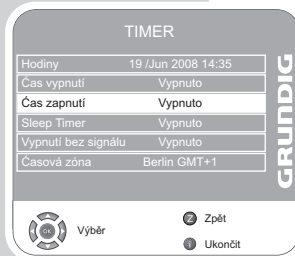 TIMER
Hodiny 19 /Jun 2008 14:35
Čas vypnutí Vypnuto
Čas zapnutí Vypnuto
Sleep Timer Vypnuto
Vypnutí bez signálu Vypnuto
Časová zóna Berlin GMT+1
GRUNDIG
OK Výběr
Z Zpět
i Ukončit